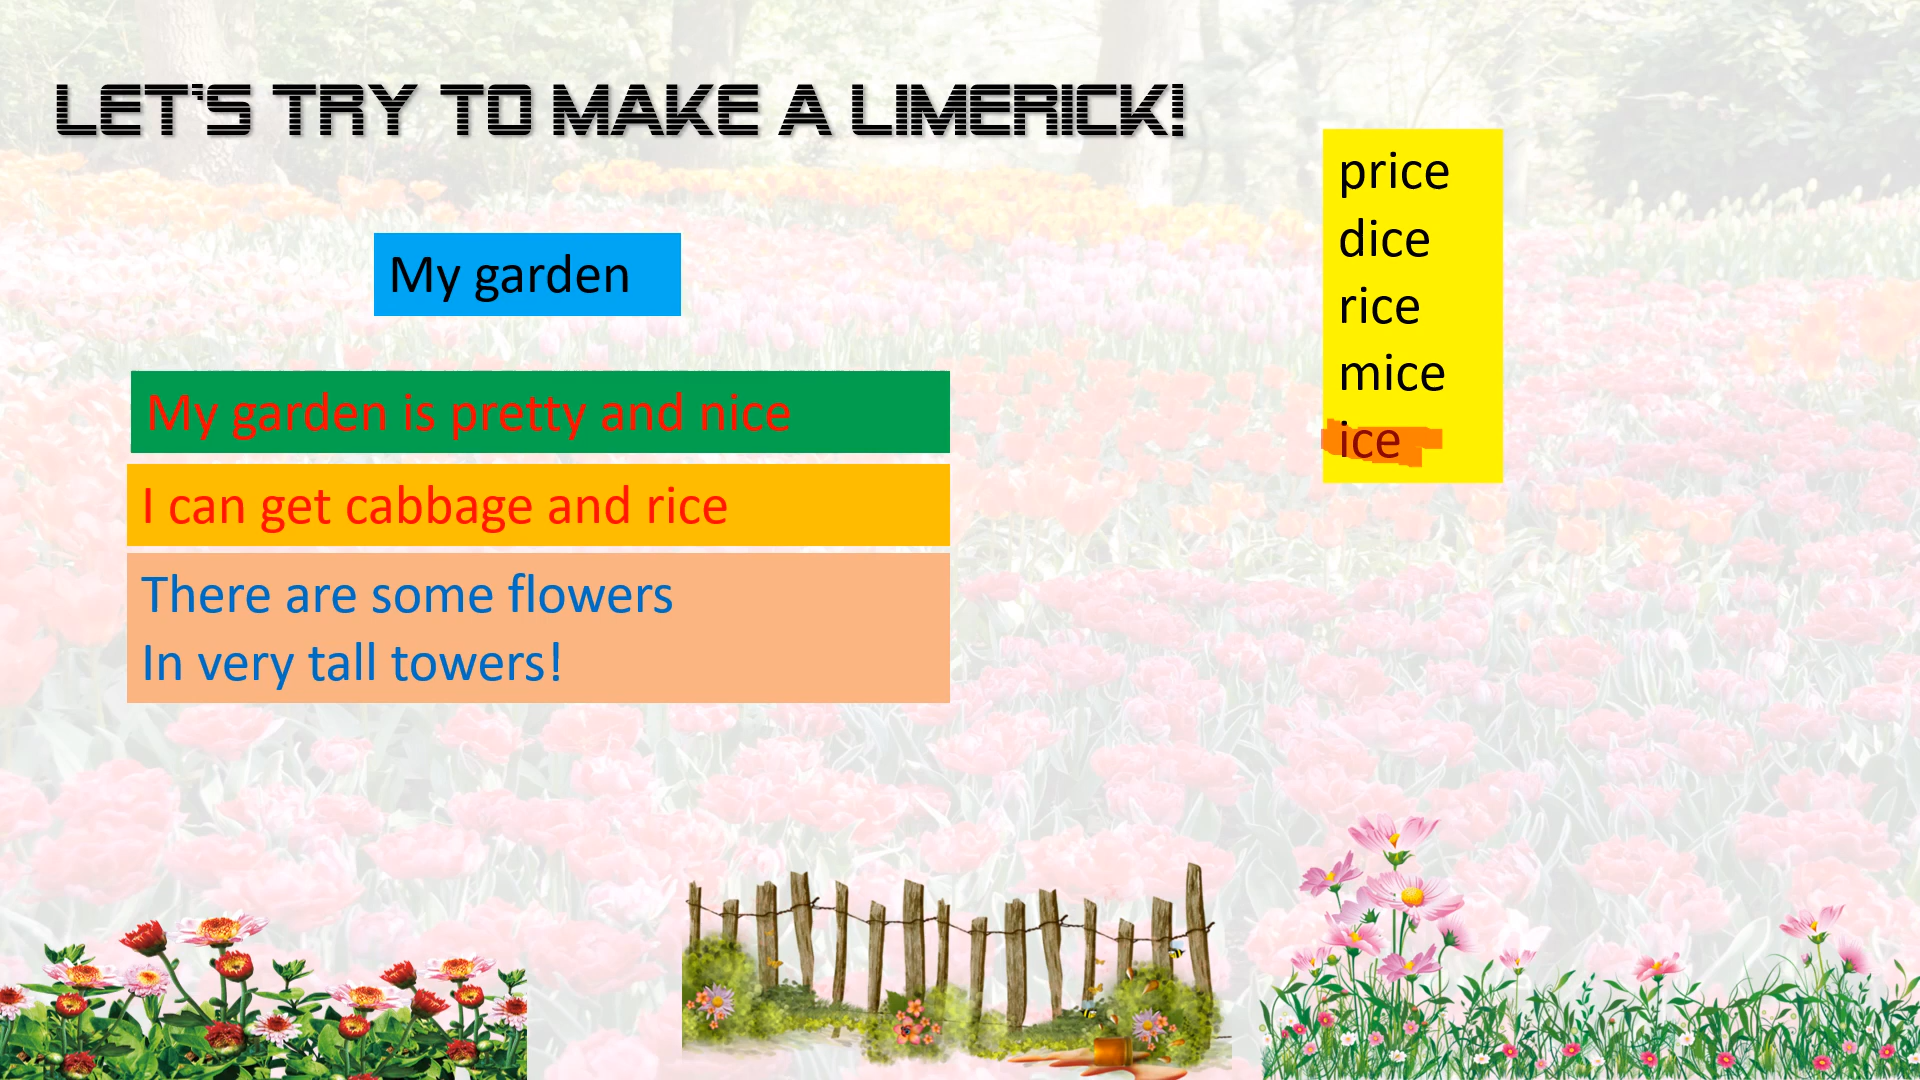 LET'S TRY TO MAKE A LIMERICK!
My garden
My garden is pretty and nice
I can get cabbage and rice
There are some flowers
In very tall towers!
price
dice
rice
mice
ice